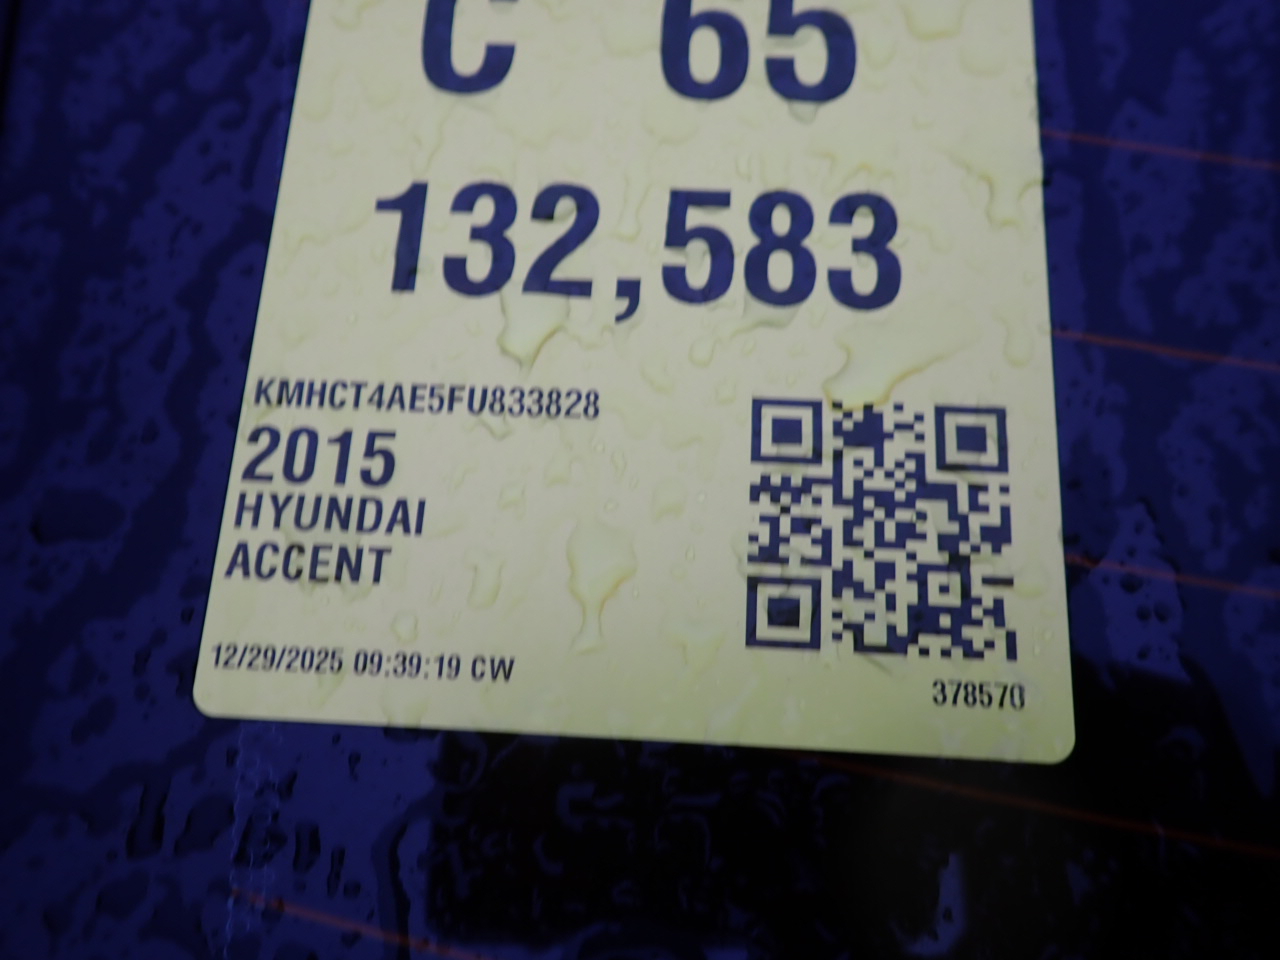 C 65
132,583
KMHCT4AE5FU833828
2015
HYUNDAI
ACCENT
12/29/2025 09:39:19 CW
378570